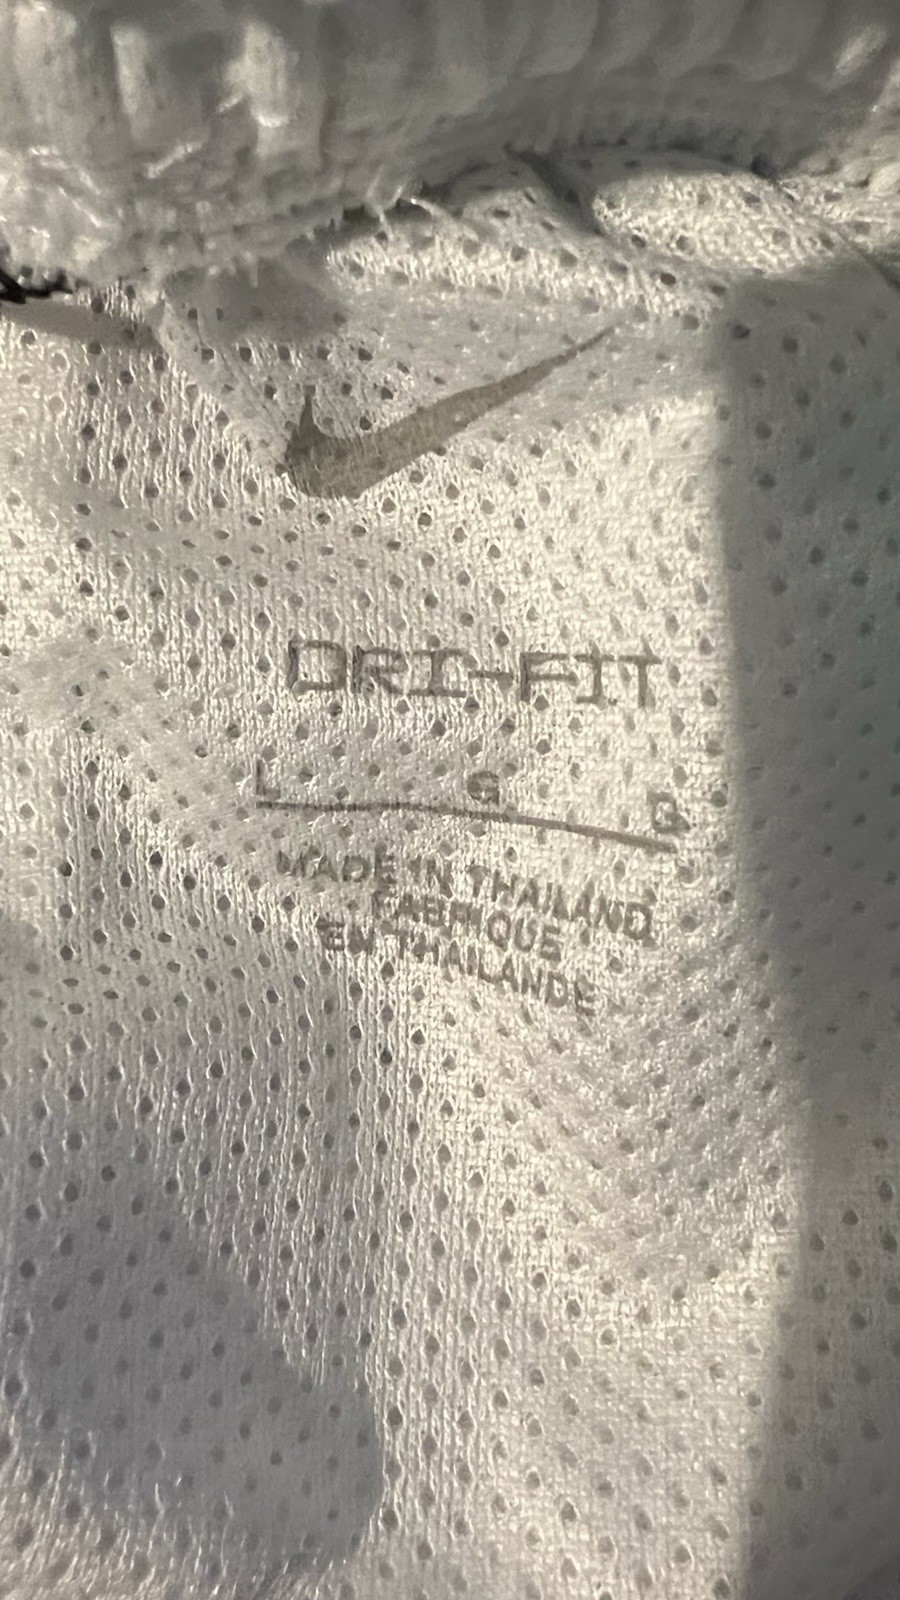 DRI-FIT
L G G
MADE IN THAILAND
FABRIQUE
EN THAILANDE